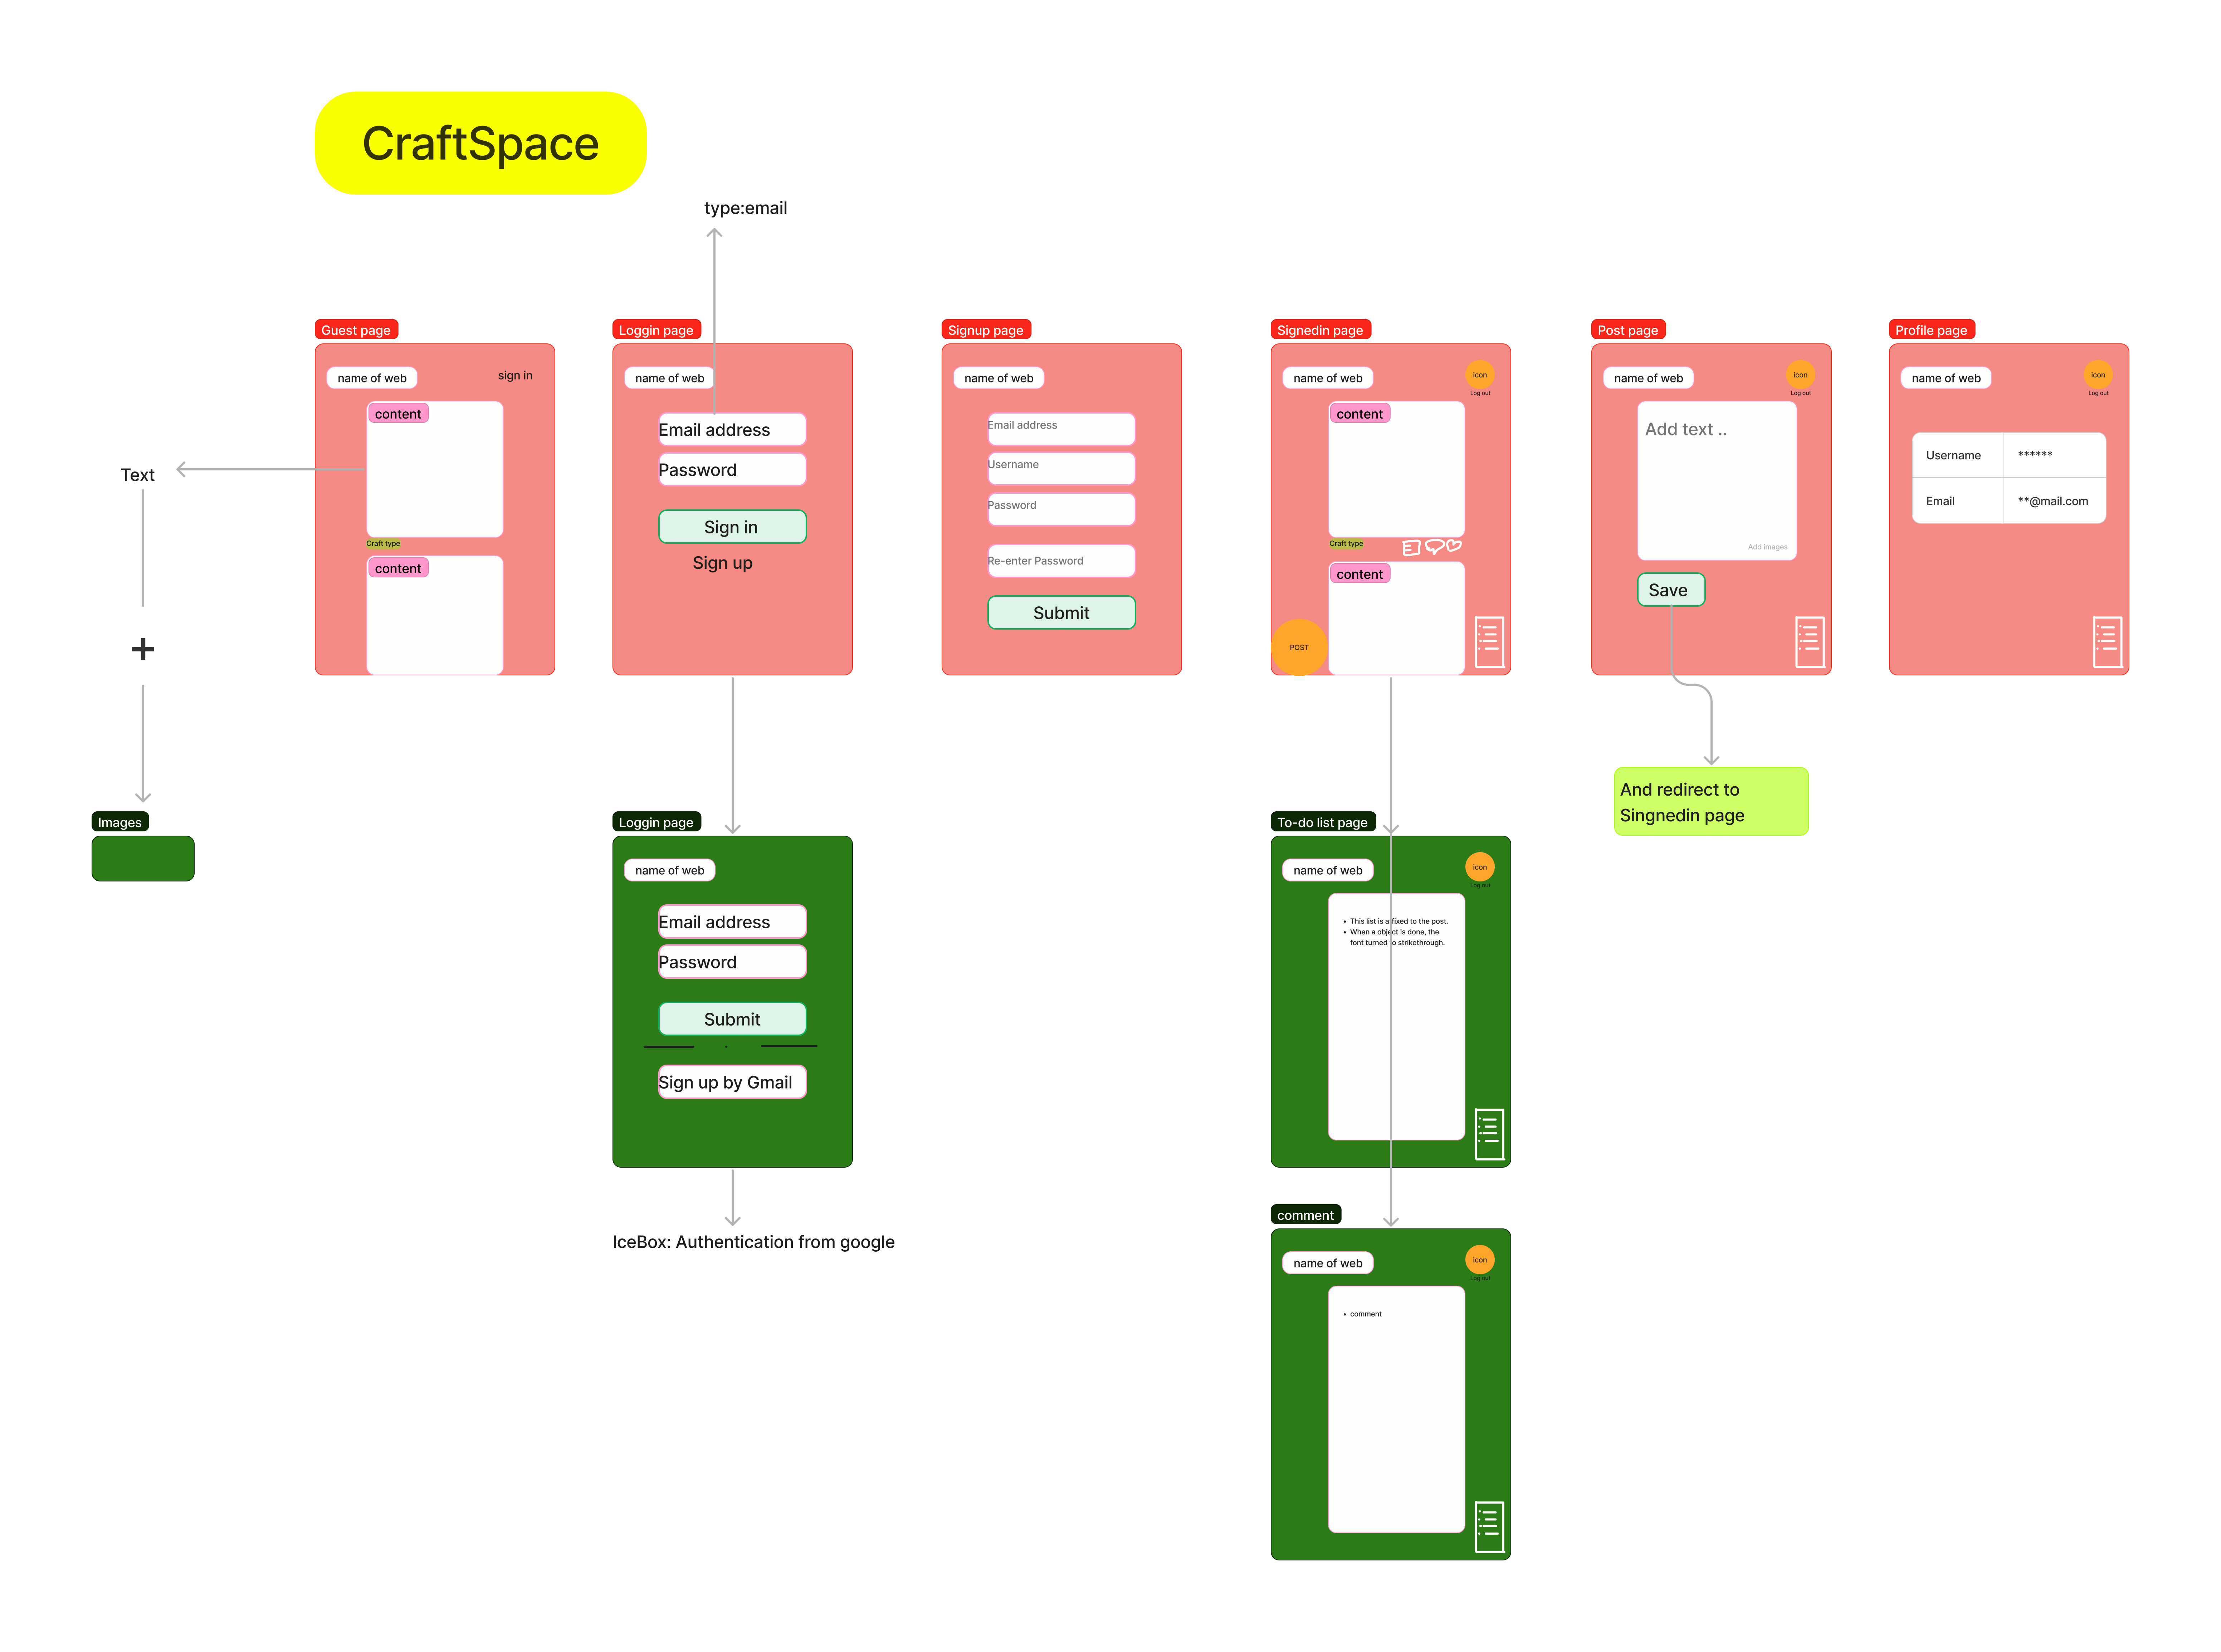 CraftSpace
type:email
Guest page
name of web
sign in
content
Craft type
content
Text
+
Images
Loggin page
name of web
Email address
Password
Sign in
Sign up
Signup page
name of web
Email address
Username
Password
Re-enter Password
Submit
Signedin page
name of web
icon
Log out
content
Craft type
content
POST
Post page
name of web
icon
Log out
Add text ..
Add images
Save
And redirect to
Singnedin page
Profile page
name of web
icon
Log out
Username ******
Email **@mail.com
Loggin page
name of web
Email address
Password
Submit
Sign up by Gmail
IceBox: Authentication from google
To-do list page
name of web
icon
Log out
• This list is affixed to the post.
• When a object is done, the
font turned to strikethrough.
comment
name of web
icon
Log out
• comment